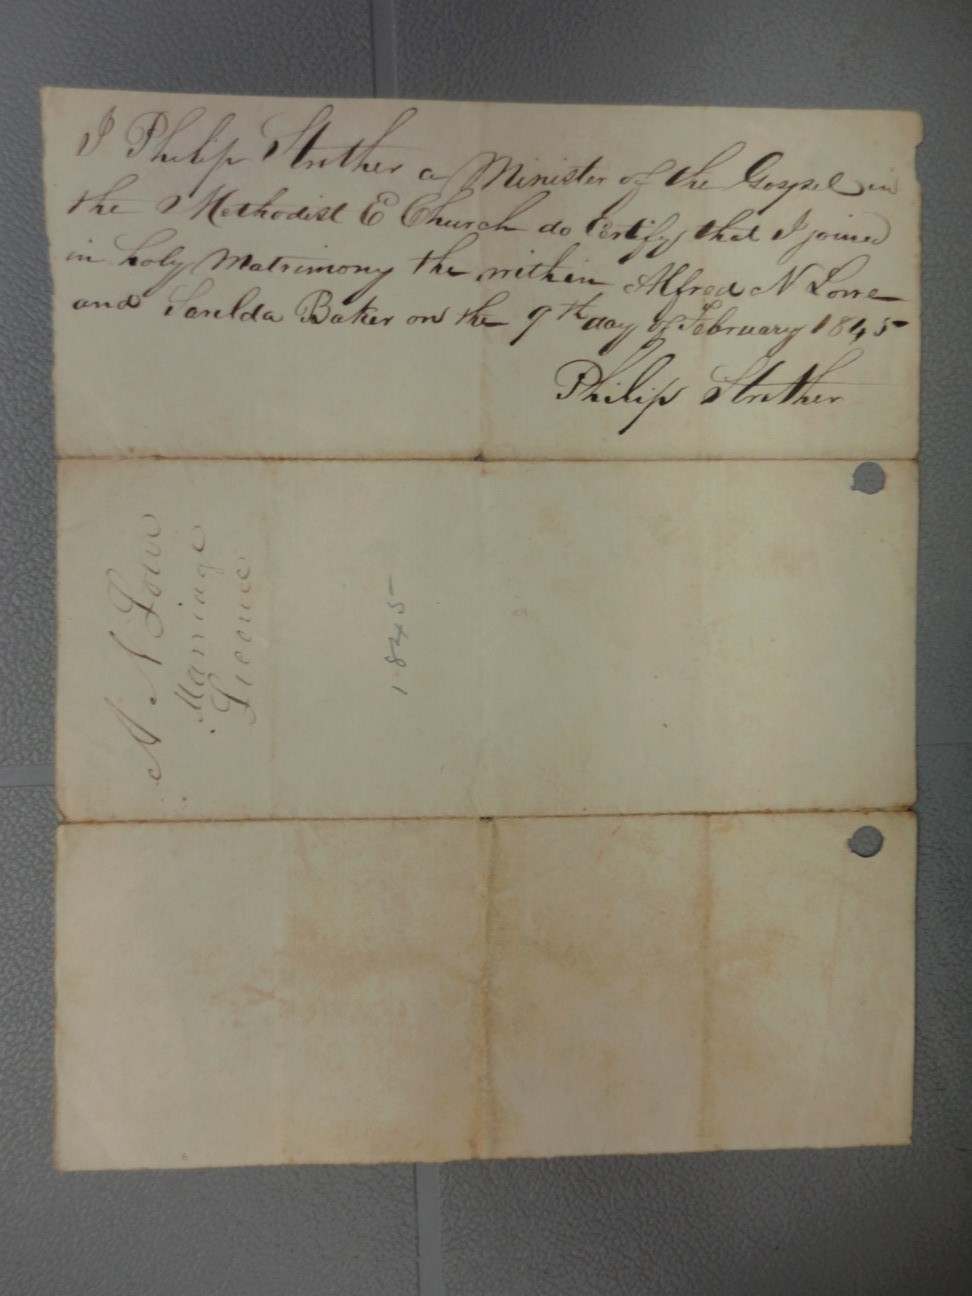 I Philip Strother a Minister of the Gospel in
the Methodist E Church do Certify that I joined
in holy Matrimony the within Alfred N Lowe
and Sarelda Baker on the 9th day of February 1845
Philip Strother
A N Lowe
Marriage
Licence
1845